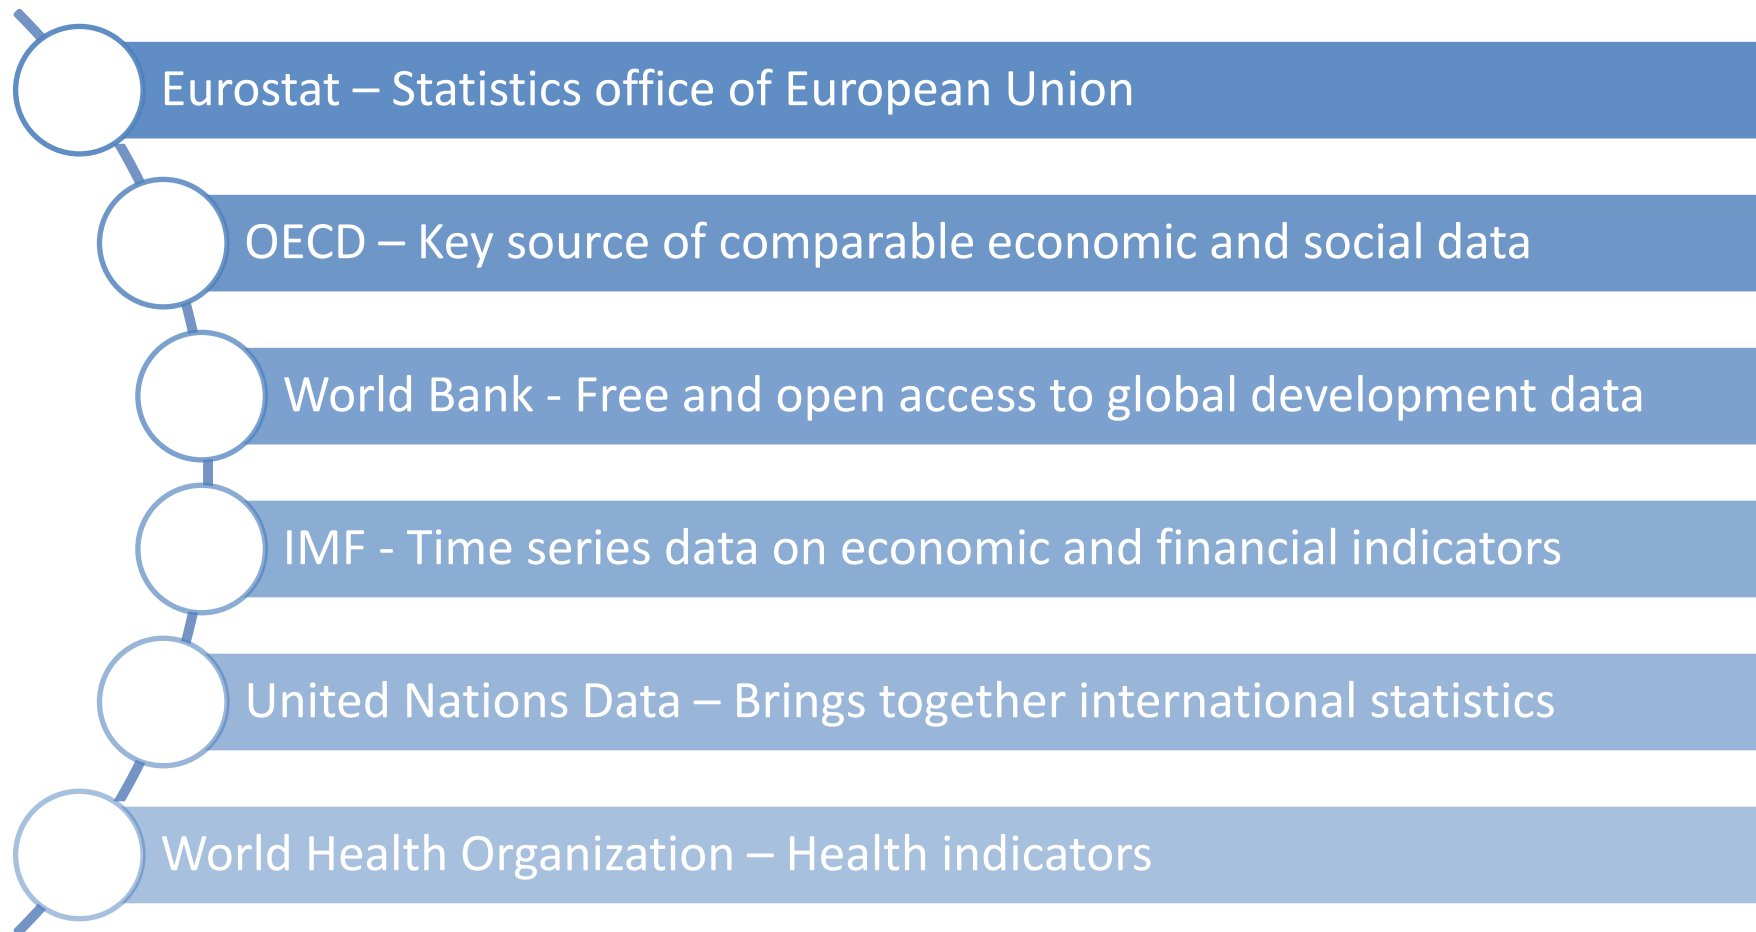 Eurostat – Statistics office of European Union
OECD – Key source of comparable economic and social data
World Bank - Free and open access to global development data
IMF - Time series data on economic and financial indicators
United Nations Data – Brings together international statistics
World Health Organization – Health indicators